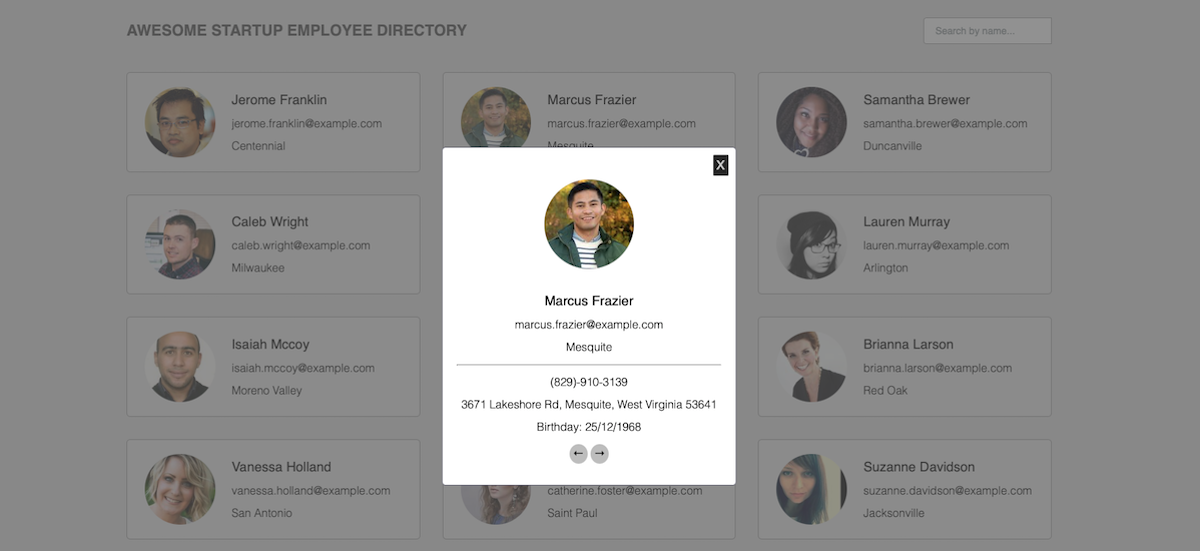 AWESOME STARTUP EMPLOYEE DIRECTORY
Search by name...
Jerome Franklin
jerome.franklin@example.com
Centennial
Marcus Frazier
marcus.frazier@example.com
Mesquite
Samantha Brewer
samantha.brewer@example.com
Duncanville
X
Marcus Frazier
marcus.frazier@example.com
Mesquite
(829)-910-3139
3671 Lakeshore Rd, Mesquite, West Virginia 53641
Birthday: 25/12/1968
← →
Caleb Wright
caleb.wright@example.com
Milwaukee
Lauren Murray
lauren.murray@example.com
Arlington
Isaiah Mccoy
isaiah.mccoy@example.com
Moreno Valley
Brianna Larson
brianna.larson@example.com
Red Oak
Vanessa Holland
vanessa.holland@example.com
San Antonio
catherine.foster@example.com
Saint Paul
Suzanne Davidson
suzanne.davidson@example.com
Jacksonville